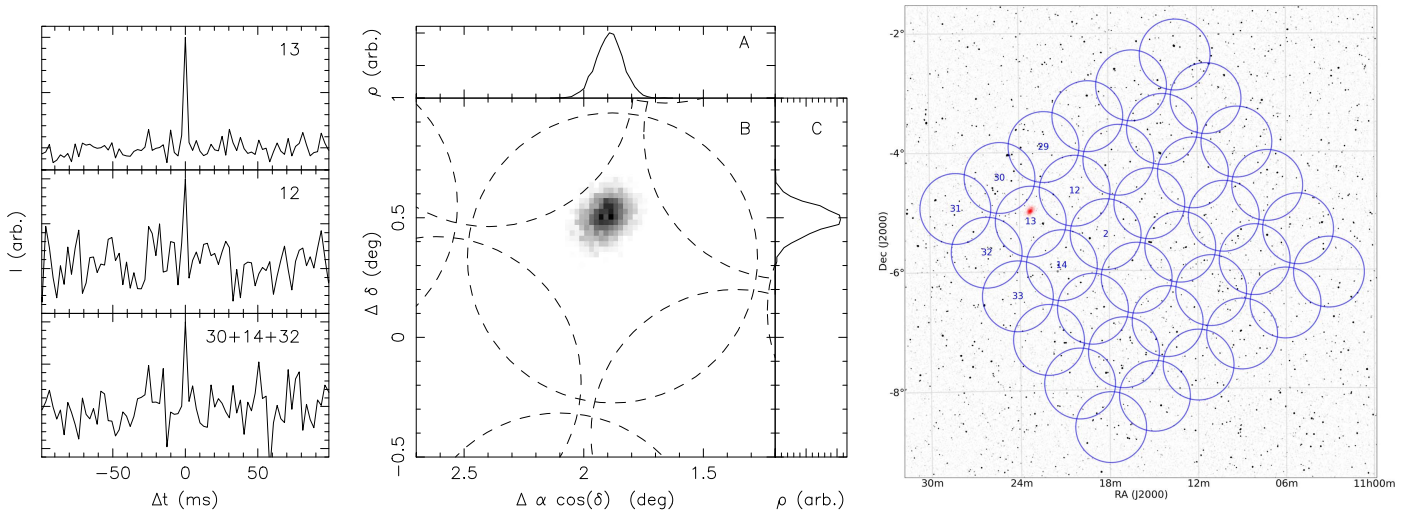 13
12
30+14+32
I (arb.)
−50
0
50
Δt (ms)
ρ (arb.)
A
B
C
1
0.5
0
−0.5
Δ δ (deg)
2.5
2
1.5
Δ α cos(δ) (deg)
ρ (arb.)
-2°
-4°
-6°
-8°
Dec (J2000)
29
30
12
31
13
2
32
14
33
30m
24m
18m
12m
06m
11h00m
RA (J2000)